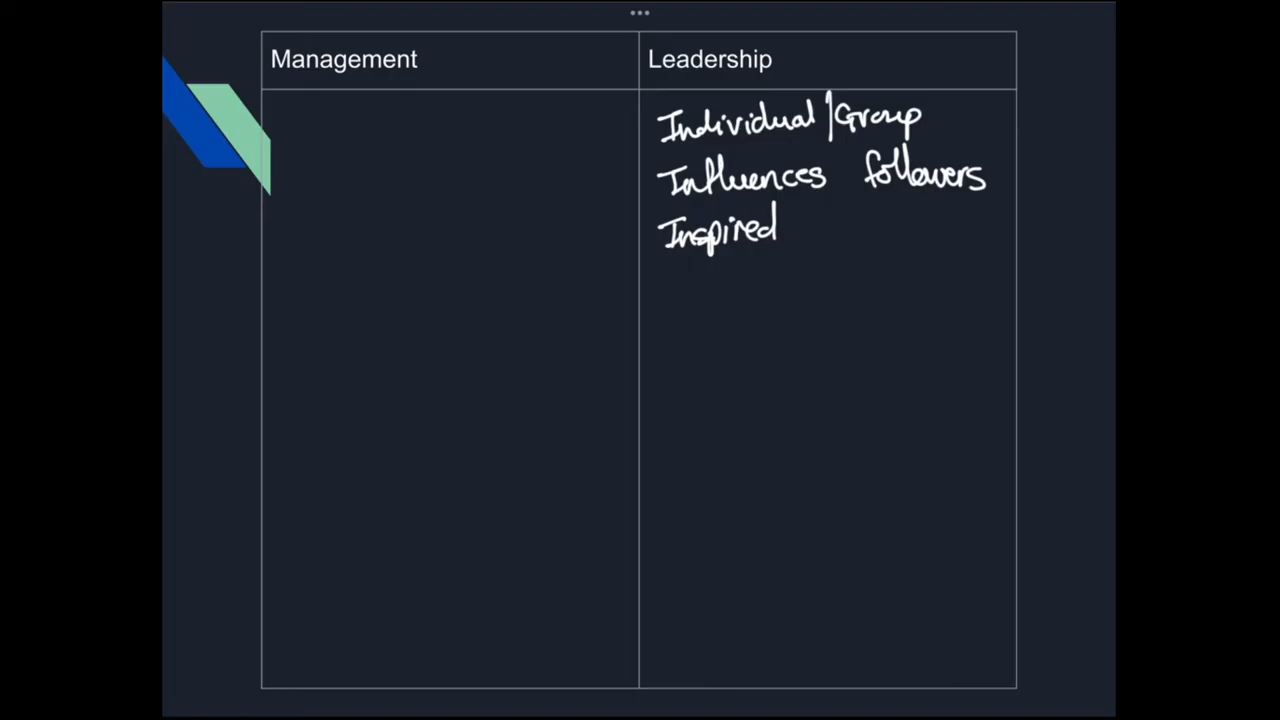 Management
Leadership
Individual/Group
Influences followers
Inspired